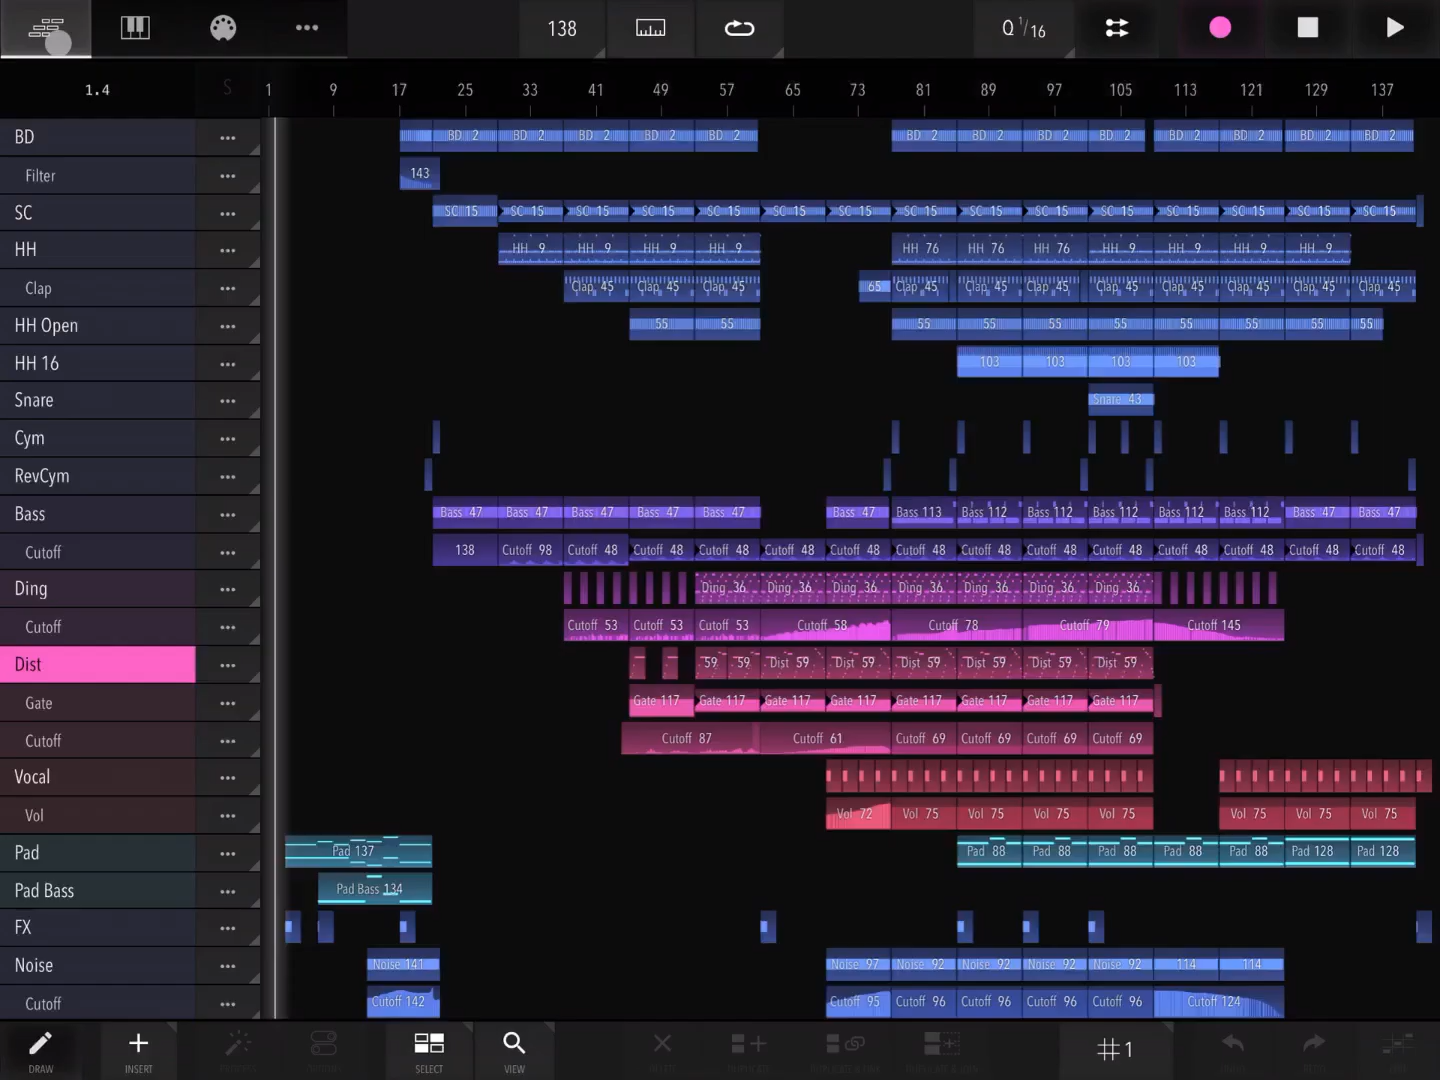 138 Q 1/16
1.4 S 1 9 17 25 33 41 49 57 65 73 81 89 97 105 113 121 129 137
BD BD 2 BD 2 BD 2 BD 2 BD 2 BD 2 BD 2 BD 2 BD 2 BD 2 BD 2 BD 2 BD 2
Filter 143
SC SC 15 SC 15 SC 15 SC 15 SC 15 SC 15 SC 15 SC 15 SC 15 SC 15 SC 15 SC 15 SC 15 SC 15 SC 15
HH HH 9 HH 9 HH 9 HH 9 HH 76 HH 76 HH 76 HH 9 HH 9 HH 9 HH 9
Clap Clap 45 Clap 45 Clap 45 65 Clap 45 Clap 45 Clap 45 Clap 45 Clap 45 Clap 45 Clap 45 Clap 45
HH Open 55 55 55 55 55 55 55 55 55 55
HH 16 103 103 103 103
Snare Snare 43
Cym
RevCym
Bass Bass 47 Bass 47 Bass 47 Bass 47 Bass 47 Bass 47 Bass 113 Bass 112 Bass 112 Bass 112 Bass 112 Bass 112 Bass 47 Bass 47
Cutoff 138 Cutoff 98 Cutoff 48 Cutoff 48 Cutoff 48 Cutoff 48 Cutoff 48 Cutoff 48 Cutoff 48 Cutoff 48 Cutoff 48 Cutoff 48 Cutoff 48 Cutoff 48 Cutoff 48
Ding Ding 36 Ding 36 Ding 36 Ding 36 Ding 36 Ding 36 Ding 36
Cutoff Cutoff 53 Cutoff 53 Cutoff 53 Cutoff 58 Cutoff 78 Cutoff 79 Cutoff 145
Dist 59 59 Dist 59 Dist 59 Dist 59 Dist 59 Dist 59 Dist 59
Gate Gate 117 Gate 117 Gate 117 Gate 117 Gate 117 Gate 117 Gate 117 Gate 117
Cutoff Cutoff 87 Cutoff 61 Cutoff 69 Cutoff 69 Cutoff 69 Cutoff 69
Vocal
Vol Vol 72 Vol 75 Vol 75 Vol 75 Vol 75 Vol 75 Vol 75 Vol 75
Pad Pad 137 Pad 88 Pad 88 Pad 88 Pad 88 Pad 88 Pad 128 Pad 128
Pad Bass Pad Bass 134
FX
Noise Noise 141 Noise 97 Noise 92 Noise 92 Noise 92 Noise 92 114 114
Cutoff Cutoff 142 Cutoff 95 Cutoff 96 Cutoff 96 Cutoff 96 Cutoff 96 Cutoff 124
#1
DRAW INSERT SELECT VIEW